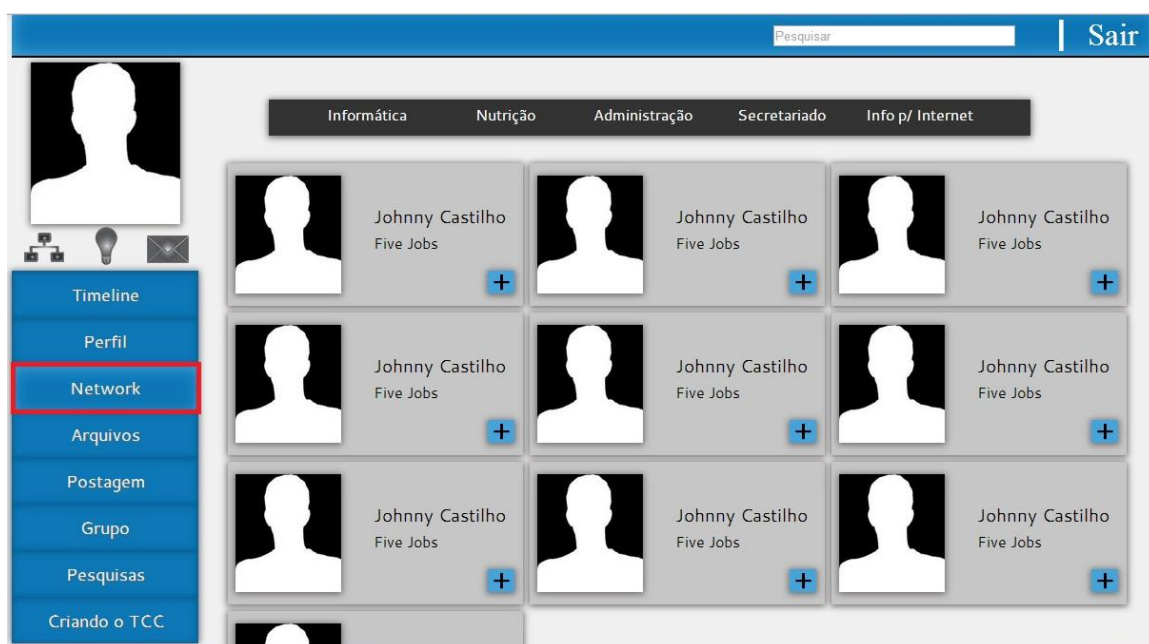 Pesquisar
Sair
Informática Nutrição Administração Secretariado Info p/ Internet
Timeline
Perfil
Network
Arquivos
Postagem
Grupo
Pesquisas
Criando o TCC
Johnny Castilho
Five Jobs
+
Johnny Castilho
Five Jobs
+
Johnny Castilho
Five Jobs
+
Johnny Castilho
Five Jobs
+
Johnny Castilho
Five Jobs
+
Johnny Castilho
Five Jobs
+
Johnny Castilho
Five Jobs
+
Johnny Castilho
Five Jobs
+
Johnny Castilho
Five Jobs
+